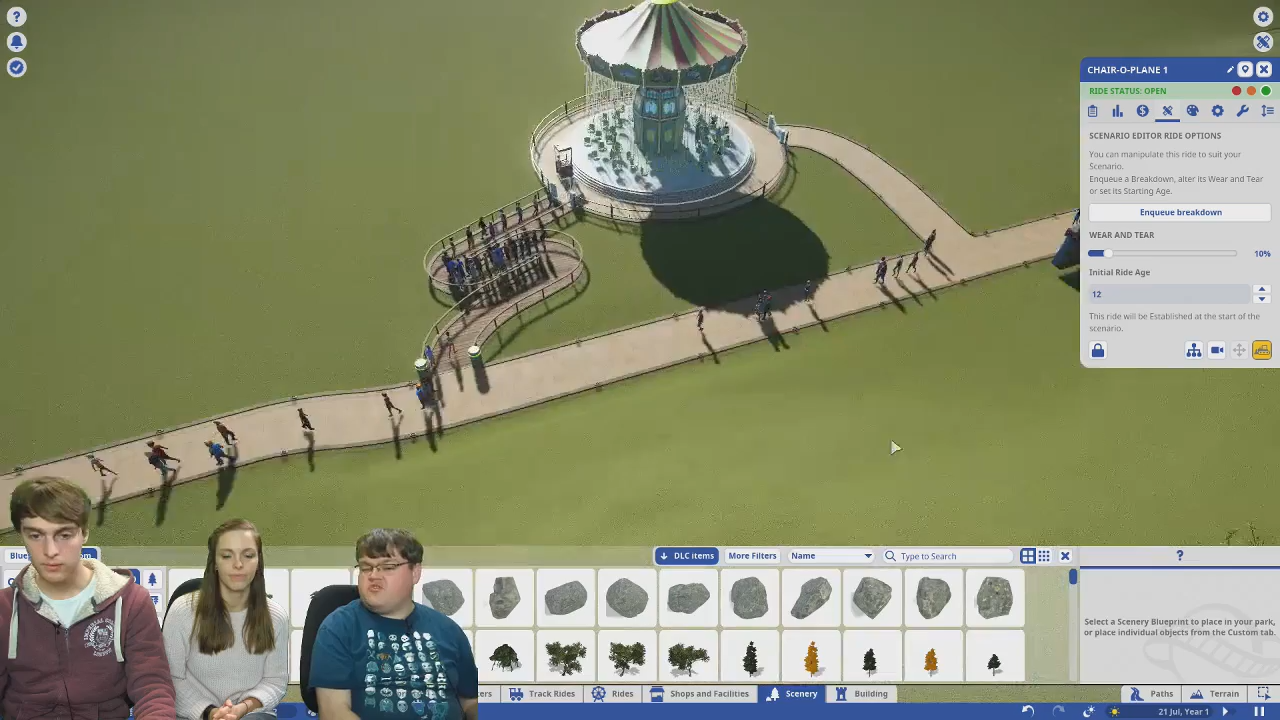 ?
CHAIR-O-PLANE 1
RIDE STATUS: OPEN
SCENARIO EDITOR RIDE OPTIONS
You can manipulate this ride to suit your
Scenario.
Enqueue a Breakdown, alter its Wear and Tear
or set its Starting Age.
Enqueue breakdown
WEAR AND TEAR
10%
Initial Ride Age
12
This ride will be Established at the start of the
scenario.
DLC items
More Filters
Name
Type to Search
?
Select a Scenery Blueprint to place in your park,
or place individual objects from the Custom tab.
Track Rides
Rides
Shops and Facilities
Scenery
Building
Paths
Terrain
21 Jul, Year 1